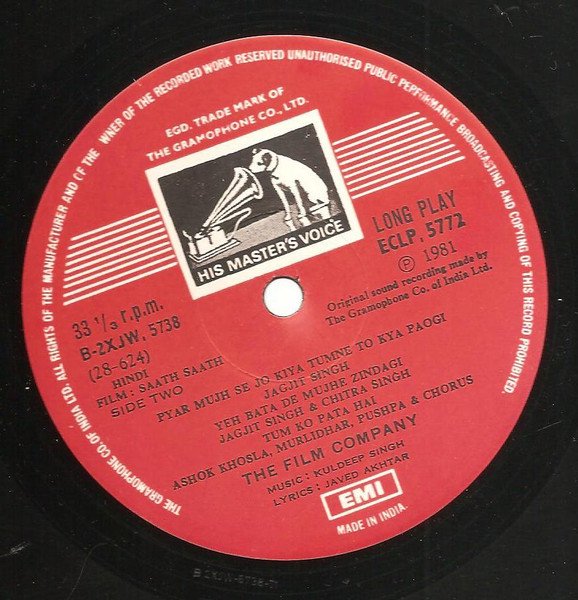 THE GRAMOPHONE CO. OF INDIA LTD ALL RIGHTS OF THE MANUFACTURER AND OF THE WNER OF THE RECORDED WORK RESERVED UNAUTHORISED PUBLIC PERFORMANCE BROADCASTING AND COPYING OF THIS RECORD PROHIBITED.
EGD. TRADE MARK OF
THE GRAMOPHONE CO., LTD.
HIS MASTER'S VOICE
LONG PLAY
ECLP. 5772
Ⓟ 1981
Original sound recording made by
The Gramophone Co. of India Ltd.
33 1/3 r.p.m.
B-2XJW. 5738
(28-624)
HINDI
FILM: SAATH SAATH
SIDE TWO
PYAR MUJH SE JO KIYA TUMNE TO KYA PAOGI
JAGJIT SINGH
YEH BATA DE MUJHE ZINDAGI
JAGJIT SINGH & CHITRA SINGH
TUM KO PATA HAI
ASHOK KHOSLA, MURLIDHAR, PUSHPA & CHORUS
THE FILM COMPANY
MUSIC: KULDEEP SINGH
LYRICS: JAVED AKHTAR
EMI
MADE IN INDIA.